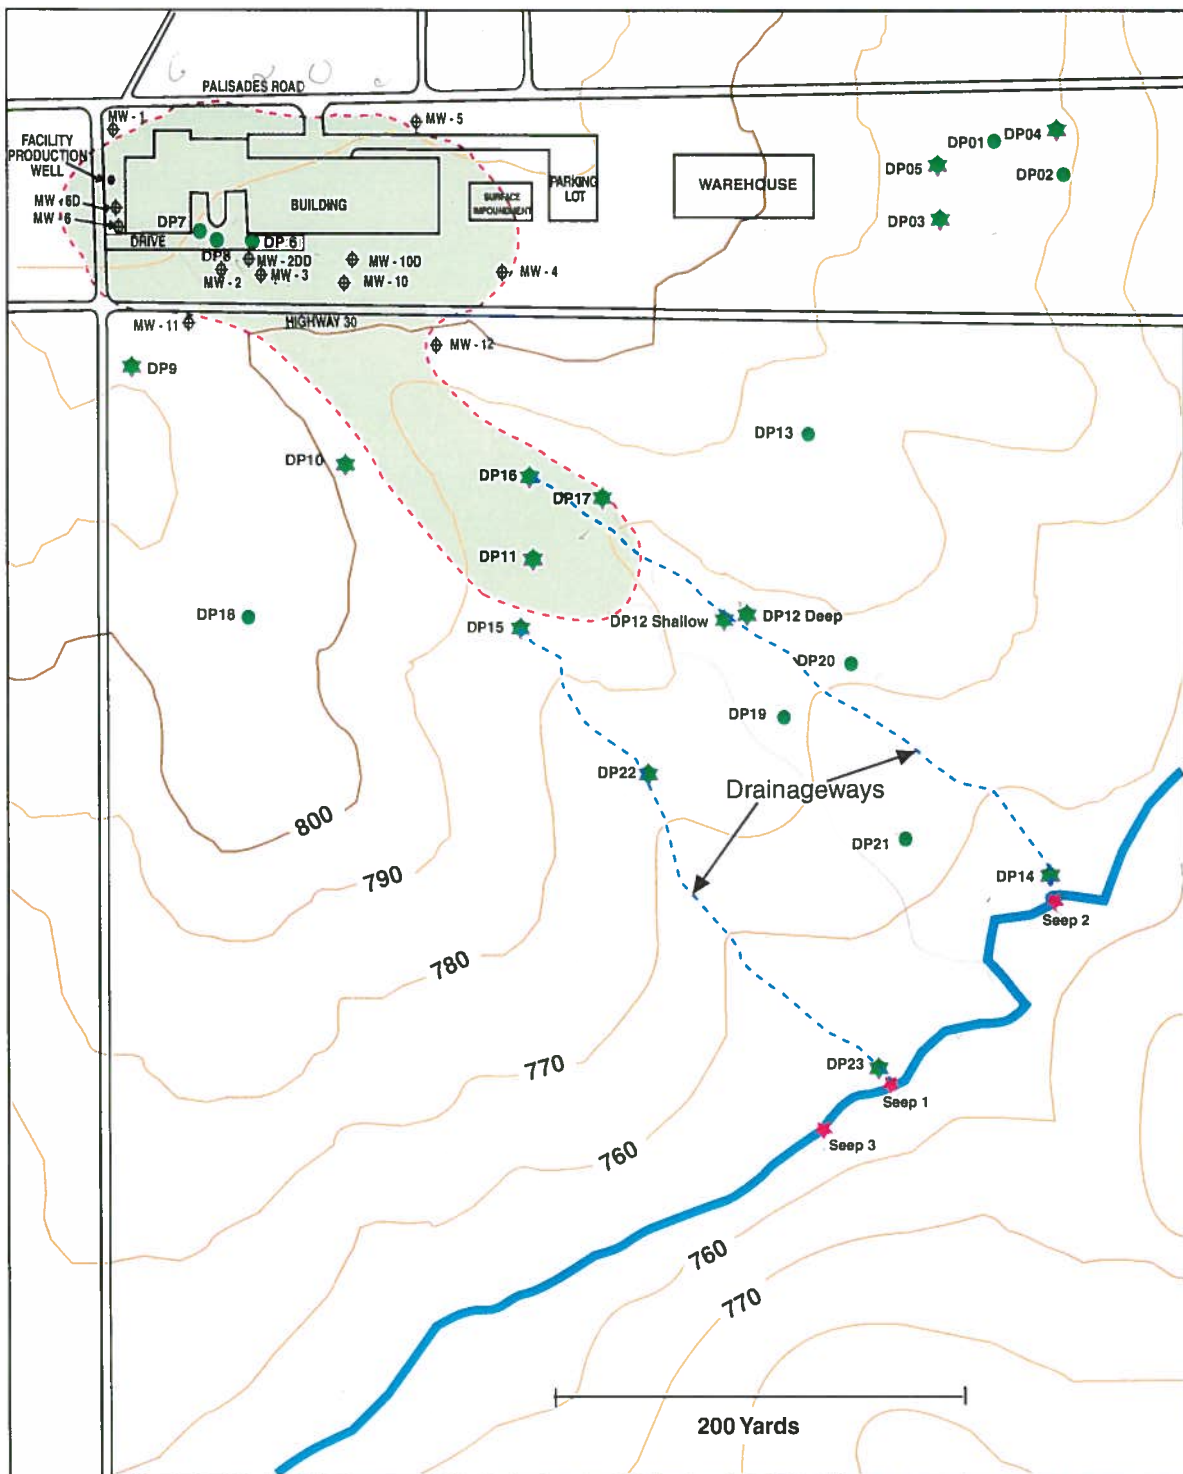 PALISADES ROAD
MW - 1
MW - 5
FACILITY
PRODUCTION
WELL
DP01
DP04
DP05
DP02
DP03
WAREHOUSE
PARKING
LOT
SURFACE
IMPOUNDMENT
BUILDING
MW - 6D
MW - 6
DP7
DRIVE
DP8
DP 6
MW - 2DD
MW - 10D
MW - 2
MW - 3
MW - 10
MW - 4
MW - 11
HIGHWAY 30
MW - 12
DP9
DP13
DP10
DP16
DP17
DP11
DP18
DP15
DP12 Shallow
DP12 Deep
DP20
DP19
DP22
Drainageways
800
DP21
790
DP14
Seep 2
780
770
DP23
Seep 1
Seep 3
760
760
770
200 Yards